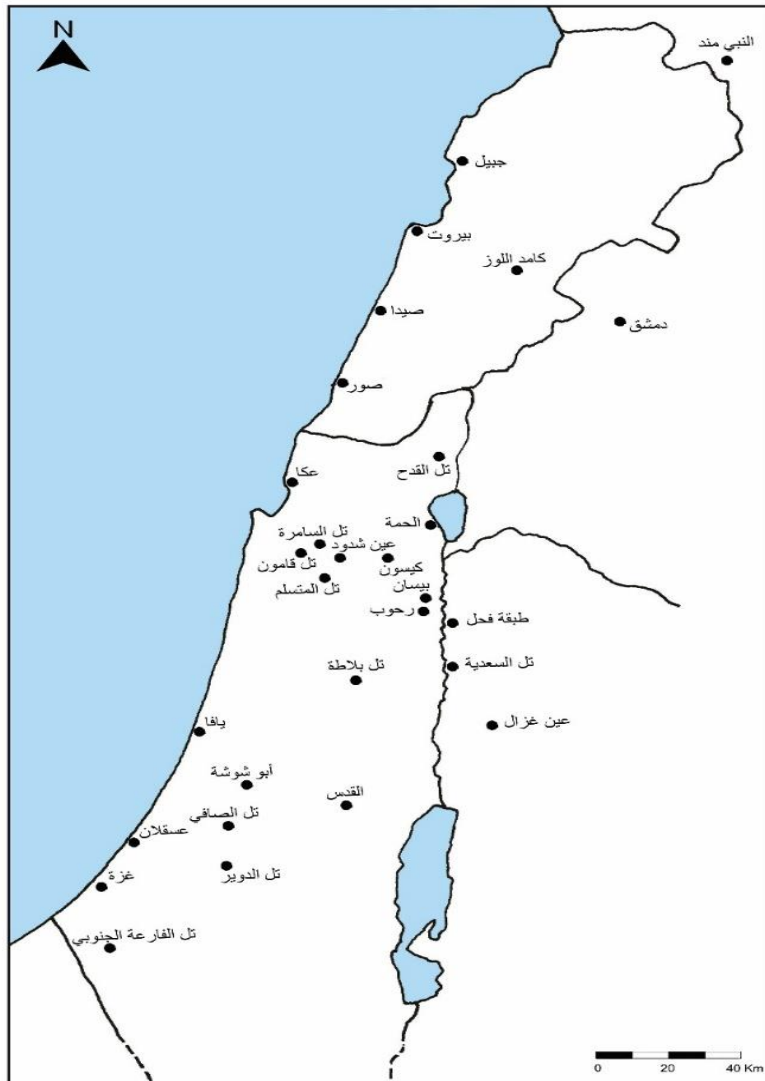 N
النبي مند
جبيل
بيروت
كامد اللوز
صيدا
دمشق
صور
تل القدح
عكا
الحمة
تل السامرة
عين شدود
تل قامون
كيسون
تل المتسلم
بيسان
رحوب
طبقة فحل
تل السعدية
تل بلاطة
عين غزال
يافا
أبو شوشة
القدس
تل الصافي
عسقلان
تل الدوير
غزة
تل الفارعة الجنوبي
0 20 40 Km